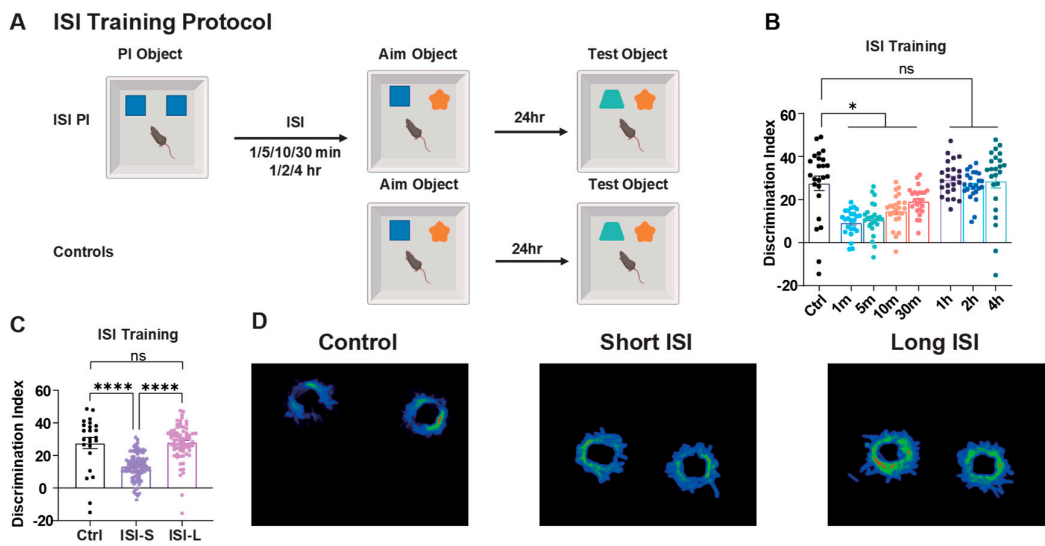 A ISI Training Protocol
PI Object
Aim Object
Test Object
ISI PI
ISI
1/5/10/30 min
1/2/4 hr
24hr
Aim Object
Test Object
Controls
24hr
B
ISI Training
ns
*
Discrimination Index
60
40
20
0
-20
Ctrl
1m
5m
10m
30m
1h
2h
4h
C
ISI Training
ns
**** ****
Discrimination Index
60
40
20
0
-20
Ctrl ISI-S ISI-L
D
Control
Short ISI
Long ISI